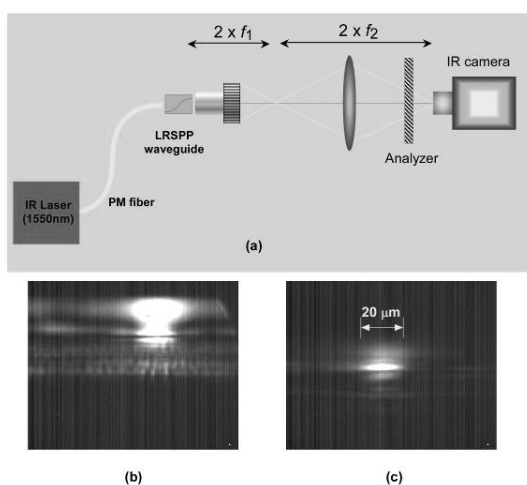 2 x f1
2 x f2
IR camera
LRSPP
waveguide
Analyzer
IR Laser
(1550nm)
PM fiber
(a)
20 µm
(b)
(c)